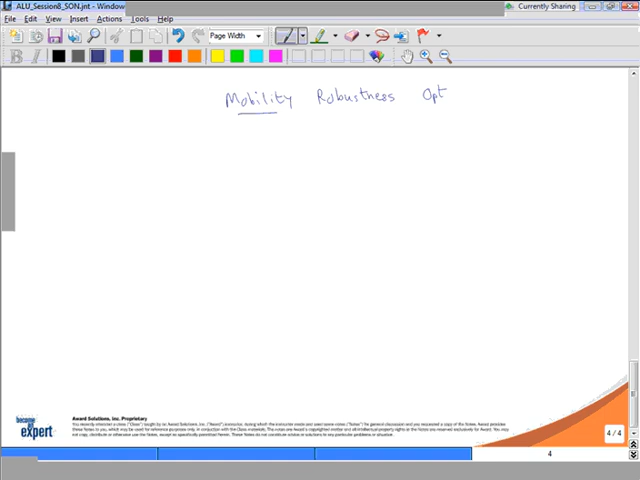 ALU_Session8_SON.jnt - Window
Currently Sharing
File Edit View Insert Actions Tools Help
Page Width
B I
Mobility Robustness Opt
become an expert
Award Solutions, Inc. Proprietary
4 / 4
4